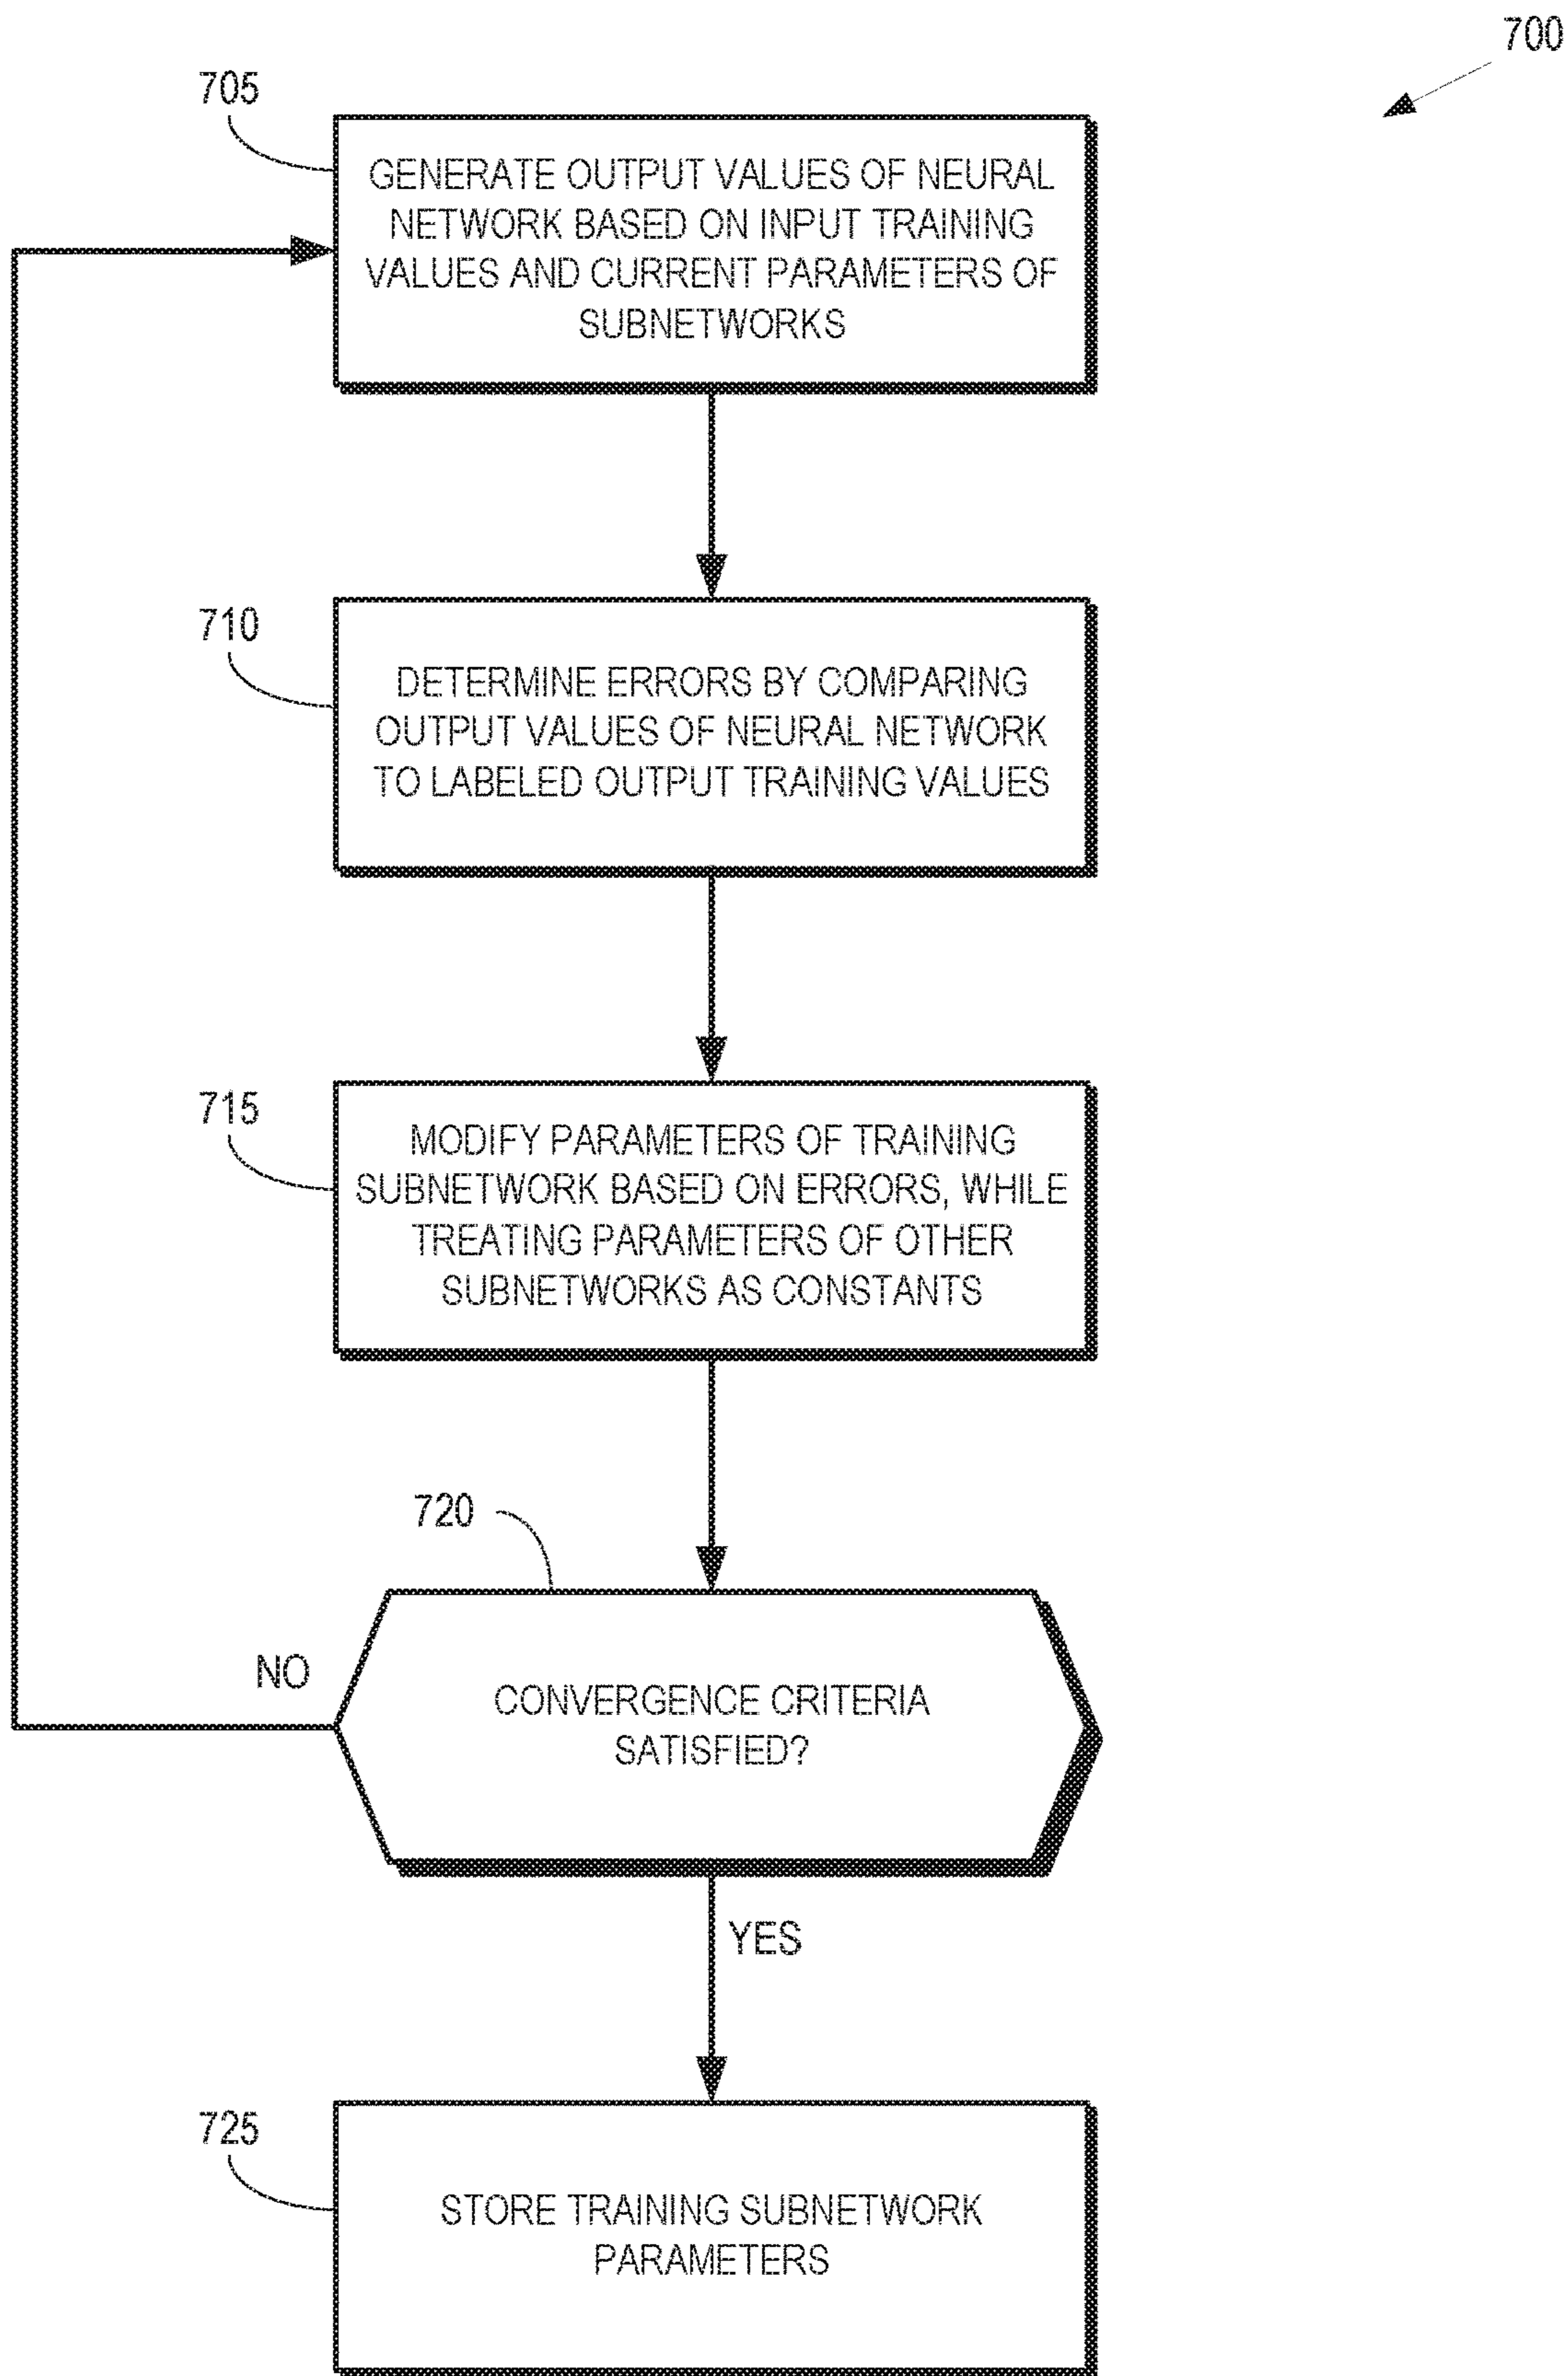 700
705
GENERATE OUTPUT VALUES OF NEURAL
NETWORK BASED ON INPUT TRAINING
VALUES AND CURRENT PARAMETERS OF
SUBNETWORKS
710
DETERMINE ERRORS BY COMPARING
OUTPUT VALUES OF NEURAL NETWORK
TO LABELED OUTPUT TRAINING VALUES
715
MODIFY PARAMETERS OF TRAINING
SUBNETWORK BASED ON ERRORS, WHILE
TREATING PARAMETERS OF OTHER
SUBNETWORKS AS CONSTANTS
720
NO
CONVERGENCE CRITERIA
SATISFIED?
YES
725
STORE TRAINING SUBNETWORK
PARAMETERS